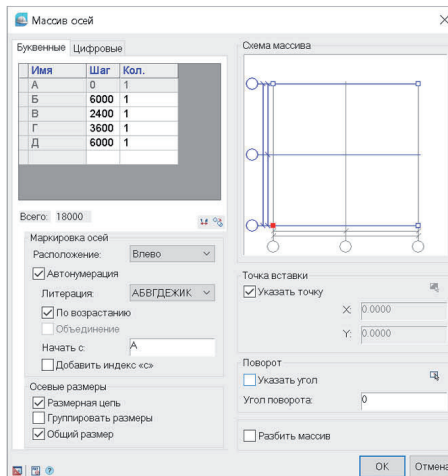 Массив осей
Буквенные Цифровые
Имя Шаг Кол.
А 0 1
Б 6000 1
В 2400 1
Г 3600 1
Д 6000 1
Всего: 18000
Маркировка осей
Расположение: Влево
Автонумерация
Литерация: АБВГДЕЖИК
По возрастанию
Объединение
Начать с: А
Добавить индекс «с»
Осевые размеры
Размерная цепь
Группировать размеры
Общий размер
Схема массива
Точка вставки
Указать точку
X: 0.0000
Y: 0.0000
Поворот
Указать угол
Угол поворота: 0
Разбить массив
ОК Отмена